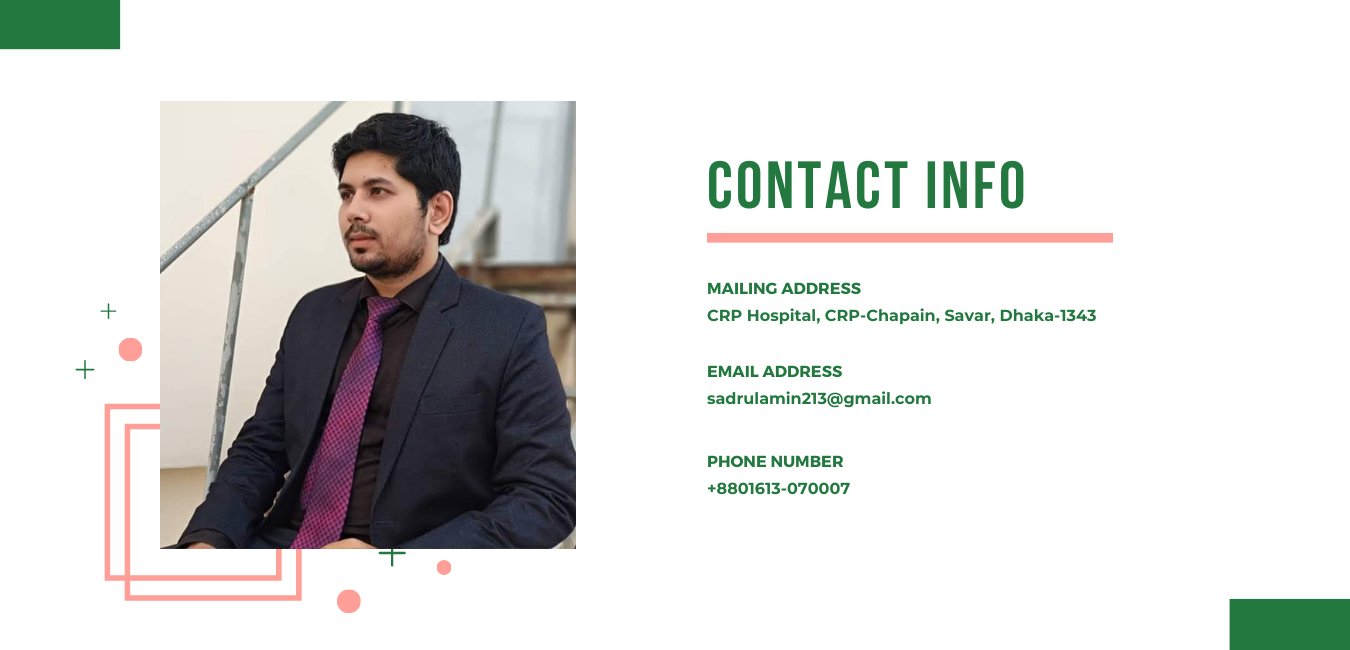 CONTACT INFO
MAILING ADDRESS
CRP Hospital, CRP-Chapain, Savar, Dhaka-1343
EMAIL ADDRESS
sadrulamin213@gmail.com
PHONE NUMBER
+8801613-070007